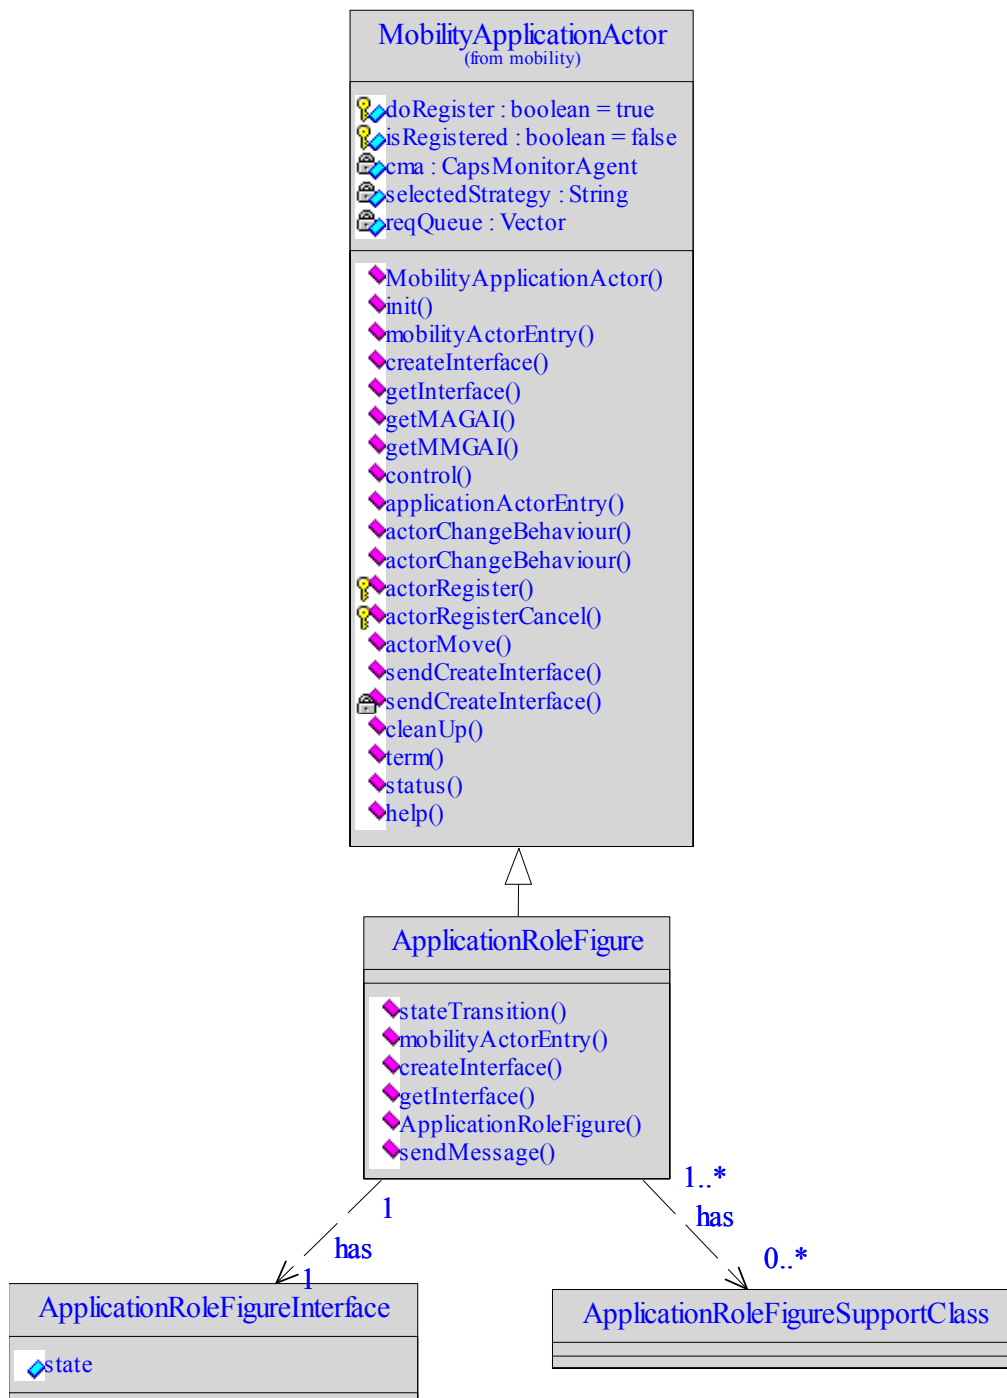 MobilityApplicationActor
(from mobility)
doRegister : boolean = true
isRegistered : boolean = false
cma : CapsMonitorAgent
selectedStrategy : String
reqQueue : Vector
MobilityApplicationActor()
init()
mobilityActorEntry()
createInterface()
getInterface()
getMAGAI()
getMMGAI()
control()
applicationActorEntry()
actorChangeBehaviour()
actorChangeBehaviour()
actorRegister()
actorRegisterCancel()
actorMove()
sendCreateInterface()
sendCreateInterface()
cleanUp()
term()
status()
help()
ApplicationRoleFigure
stateTransition()
mobilityActorEntry()
createInterface()
getInterface()
ApplicationRoleFigure()
sendMessage()
1
has
1
1..*
has
0..*
ApplicationRoleFigureInterface
state
ApplicationRoleFigureSupportClass